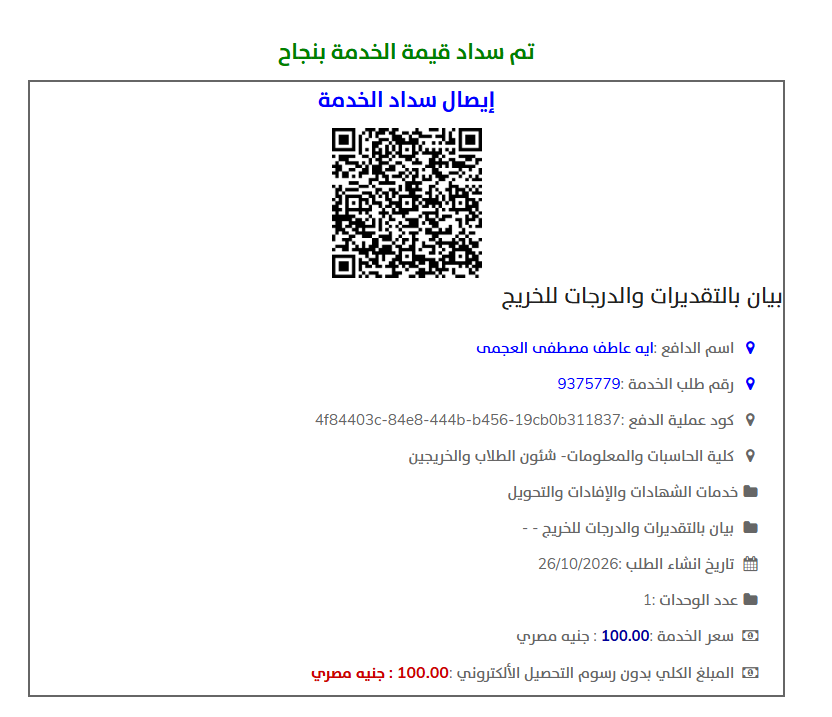 تم سداد قيمة الخدمة بنجاح
إيصال سداد الخدمة
بيان بالتقديرات والدرجات للخريج
اسم الدافع :ايه عاطف مصطفى العجمى
رقم طلب الخدمة :9375779
كود عملية الدفع :4f84403c-84e8-444b-b456-19cb0b311837
كلية الحاسبات والمعلومات- شئون الطلاب والخريجين
خدمات الشهادات والإفادات والتحويل
بيان بالتقديرات والدرجات للخريج - -
تاريخ انشاء الطلب :26/10/2026
عدد الوحدات :1
سعر الخدمة :100.00 : جنيه مصري
المبلغ الكلي بدون رسوم التحصيل الألكتروني :100.00 : جنيه مصري